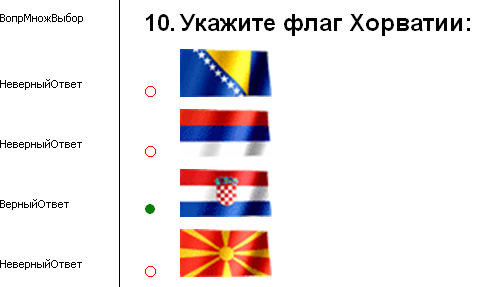 ВопрМножВыбор
10. Укажите флаг Хорватии:
НеверныйОтвет
НеверныйОтвет
ВерныйОтвет
НеверныйОтвет